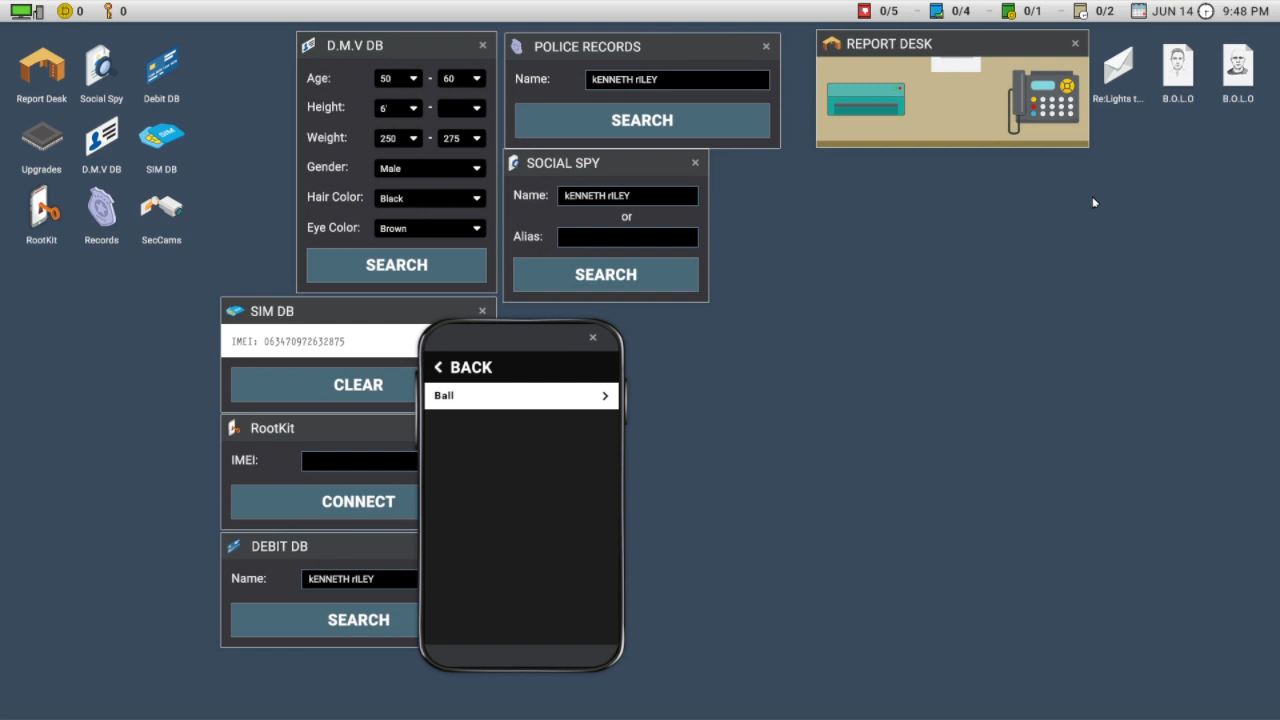 0 0 0/5 - 0/4 - 0/1 - 0/2 JUN 14 9:48 PM
Report Desk Social Spy Debit DB
Upgrades D.M.V DB SIM DB
RootKit Records SecCams
D.M.V DB
Age: 50 - 60
Height: 6' -
Weight: 250 - 275
Gender: Male
Hair Color: Black
Eye Color: Brown
SEARCH
POLICE RECORDS
Name: kENNETH rILEY
SEARCH
SOCIAL SPY
Name: kENNETH rILEY
or
Alias:
SEARCH
REPORT DESK
Re:Lights t... B.O.L.O B.O.L.O
SIM DB
IMEI: 063470972632875
CLEAR
RootKit
IMEI:
CONNECT
DEBIT DB
Name: kENNETH rILEY
SEARCH
BACK
Ball